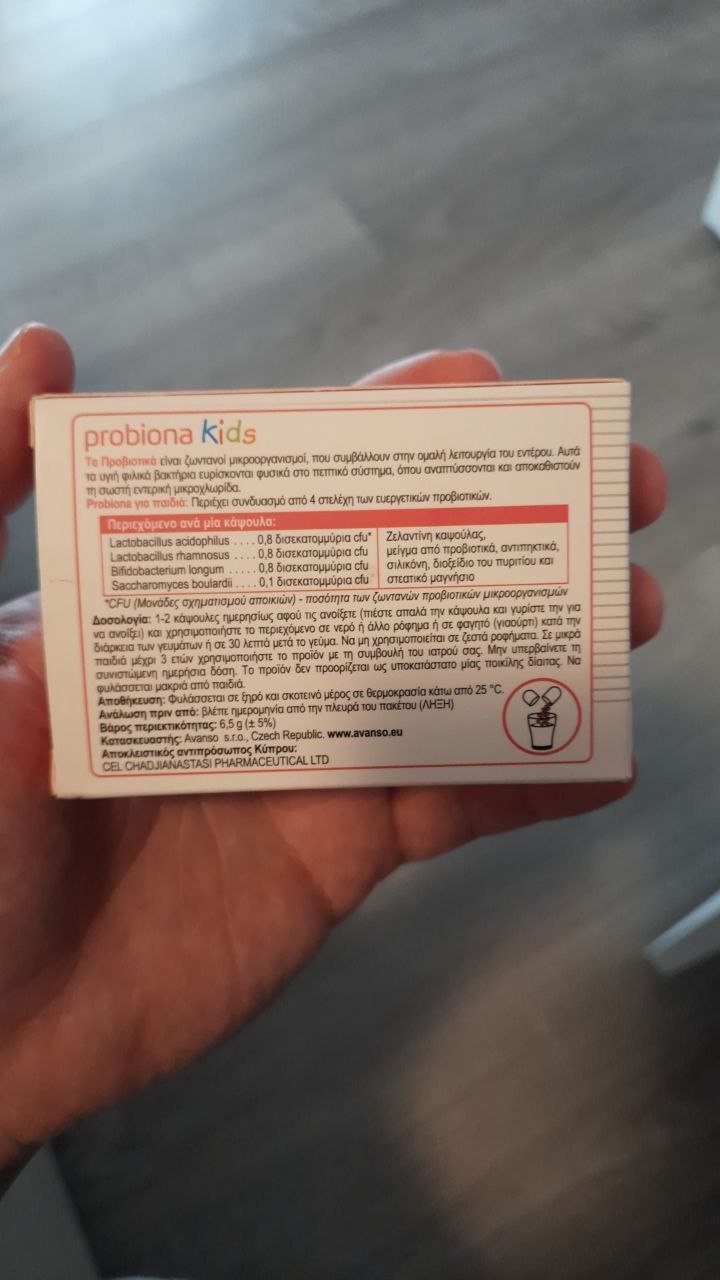 probiona kids
Τα Προβιοτικά είναι ζωντανοί μικροοργανισμοί, που συμβάλλουν στην ομαλή λειτουργία του εντέρου. Αυτά
τα υγιή φιλικά βακτήρια ευρίσκονται φυσικά στο πεπτικό σύστημα, όπου αναπτύσσονται και αποκαθιστούν
τη σωστή εντερική μικροχλωρίδα.
Probiona για παιδιά: Περιέχει συνδυασμό από 4 στελέχη των ευεργετικών προβιοτικών.
Περιεχόμενο ανά μία κάψουλα:
Lactobacillus acidophilus .... 0,8 δισεκατομμύρια cfu*
Lactobacillus rhamnosus .... 0,8 δισεκατομμύρια cfu
Bifidobacterium longum ..... 0,8 δισεκατομμύρια cfu
Saccharomyces boulardii .... 0,1 δισεκατομμύρια cfu
Ζελαντίνη καψούλας,
μείγμα από προβιοτικά, αντιπηκτικά,
σιλικόνη, διοξείδιο του πυριτίου και
στεατικό μαγνήσιο
*CFU (Μονάδες σχηματισμού αποικιών) - ποσότητα των ζωντανών προβιοτικών μικροοργανισμών
Δοσολογία: 1-2 κάψουλες ημερησίως αφού τις ανοίξετε (πιέστε απαλά την κάψουλα και γυρίστε την για
να ανοίξει) και χρησιμοποιήστε το περιεχόμενο σε νερό ή άλλο ρόφημα ή σε φαγητό (γιαούρτι) κατά την
διάρκεια των γευμάτων ή σε 30 λεπτά μετά το γεύμα. Να μη χρησιμοποιείται σε ζεστά ροφήματα. Σε μικρά
παιδιά μέχρι 3 ετών χρησιμοποιήστε το προϊόν με τη συμβουλή του ιατρού σας. Μην υπερβαίνετε τη
συνιστώμενη ημερήσια δόση. Το προϊόν δεν προορίζεται ως υποκατάστατο μίας ποικίλης δίαιτας. Να
φυλάσσεται μακριά από παιδιά.
Αποθήκευση: Φυλάσσεται σε ξηρό και σκοτεινό μέρος σε θερμοκρασία κάτω από 25 °C.
Ανάλωση πριν από: βλέπε ημερομηνία από την πλευρά του πακέτου (ΛΗΞΗ)
Βάρος περιεκτικότητας: 6,5 g (± 5%)
Κατασκευαστής: Avanso s.r.o., Czech Republic. www.avanso.eu
Αποκλειστικός αντιπρόσωπος Κύπρου:
CEL CHADJIANASTASI PHARMACEUTICAL LTD